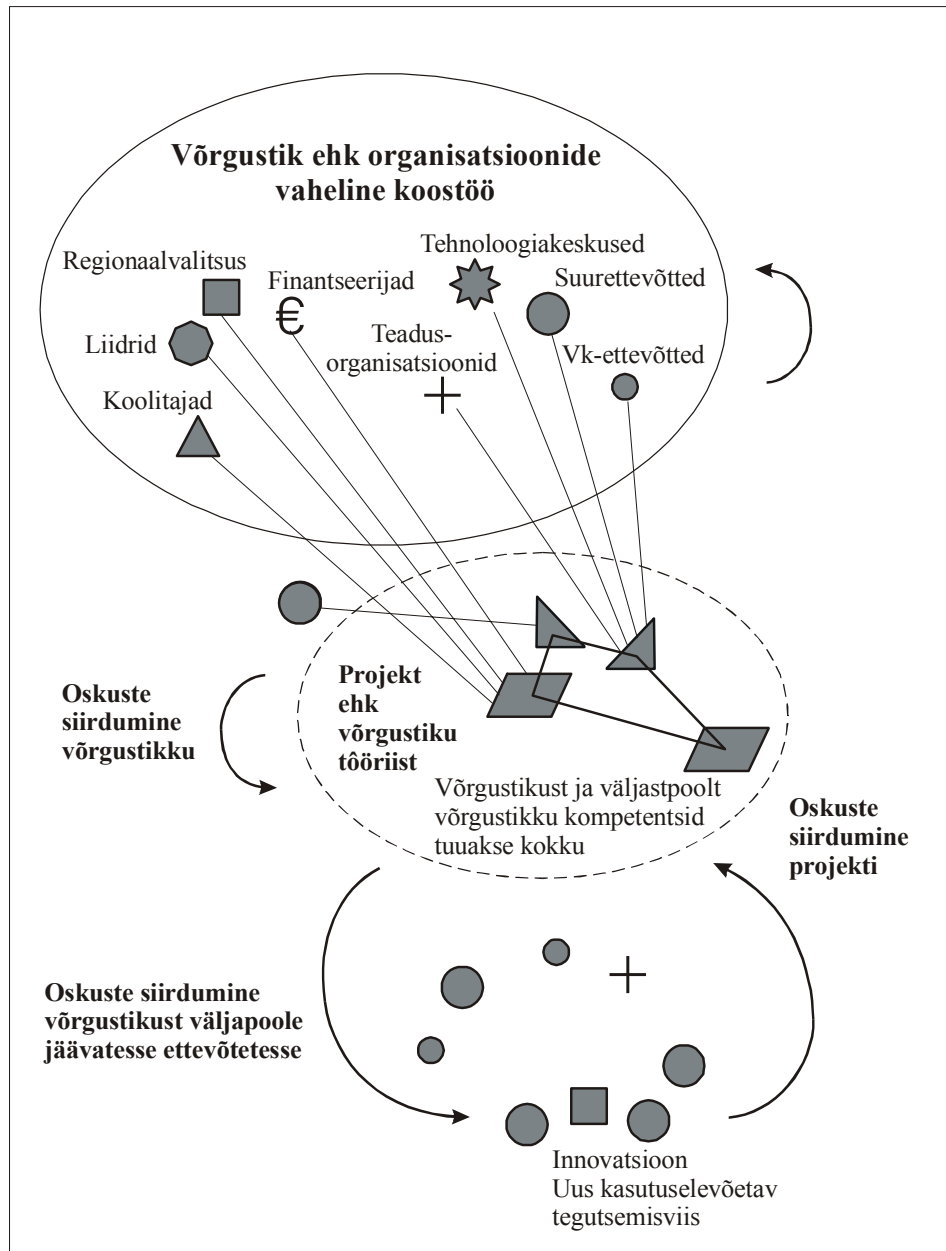 Võrgustik ehk organisatsioonide
vaheline koostöö
Tehnoloogiakeskused
Regionaalvalitsus
Finantseerijad
Suurettevõtted
€
Teadus-
organisatsioonid
Liidrid
Vk-ettevõtted
Koolitajad
Projekt
ehk
võrgustiku
tôöriist
Oskuste
siirdumine
võrgustikku
Võrgustikust ja väljastpoolt
võrgustikku kompetentsid
tuuakse kokku
Oskuste
siirdumine
projekti
Oskuste siirdumine
võrgustikust väljapoole
jäävatesse ettevõtetesse
Innovatsioon
Uus kasutuselevõetav
tegutsemisviis